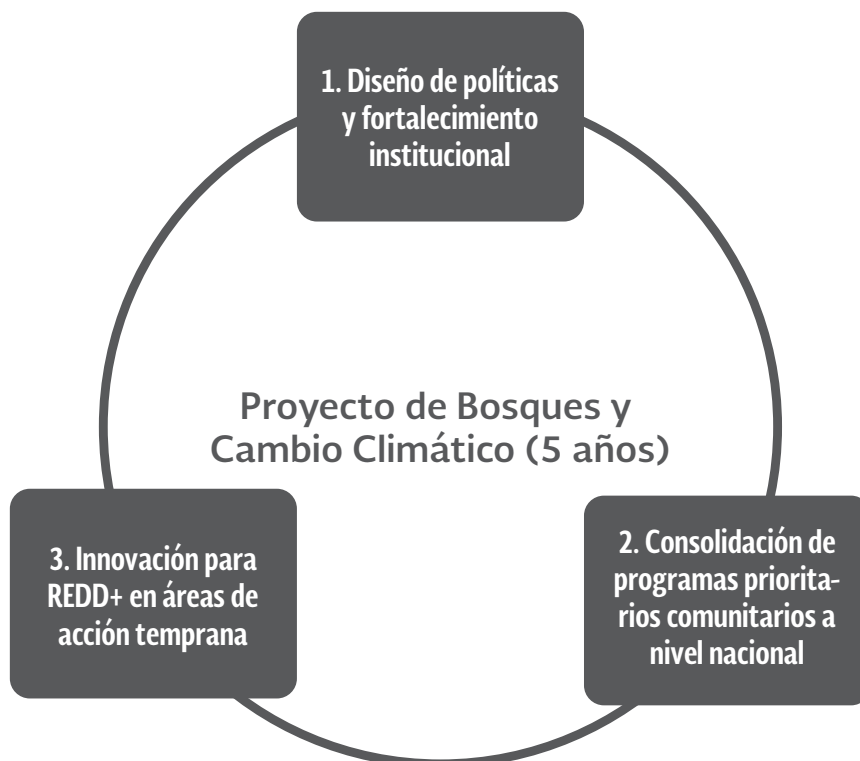 1. Diseño de políticas
y fortalecimiento
institucional
Proyecto de Bosques y
Cambio Climático (5 años)
3. Innovación para
REDD+ en áreas de
acción temprana
2. Consolidación de
programas priorita-
rios comunitarios a
nivel nacional